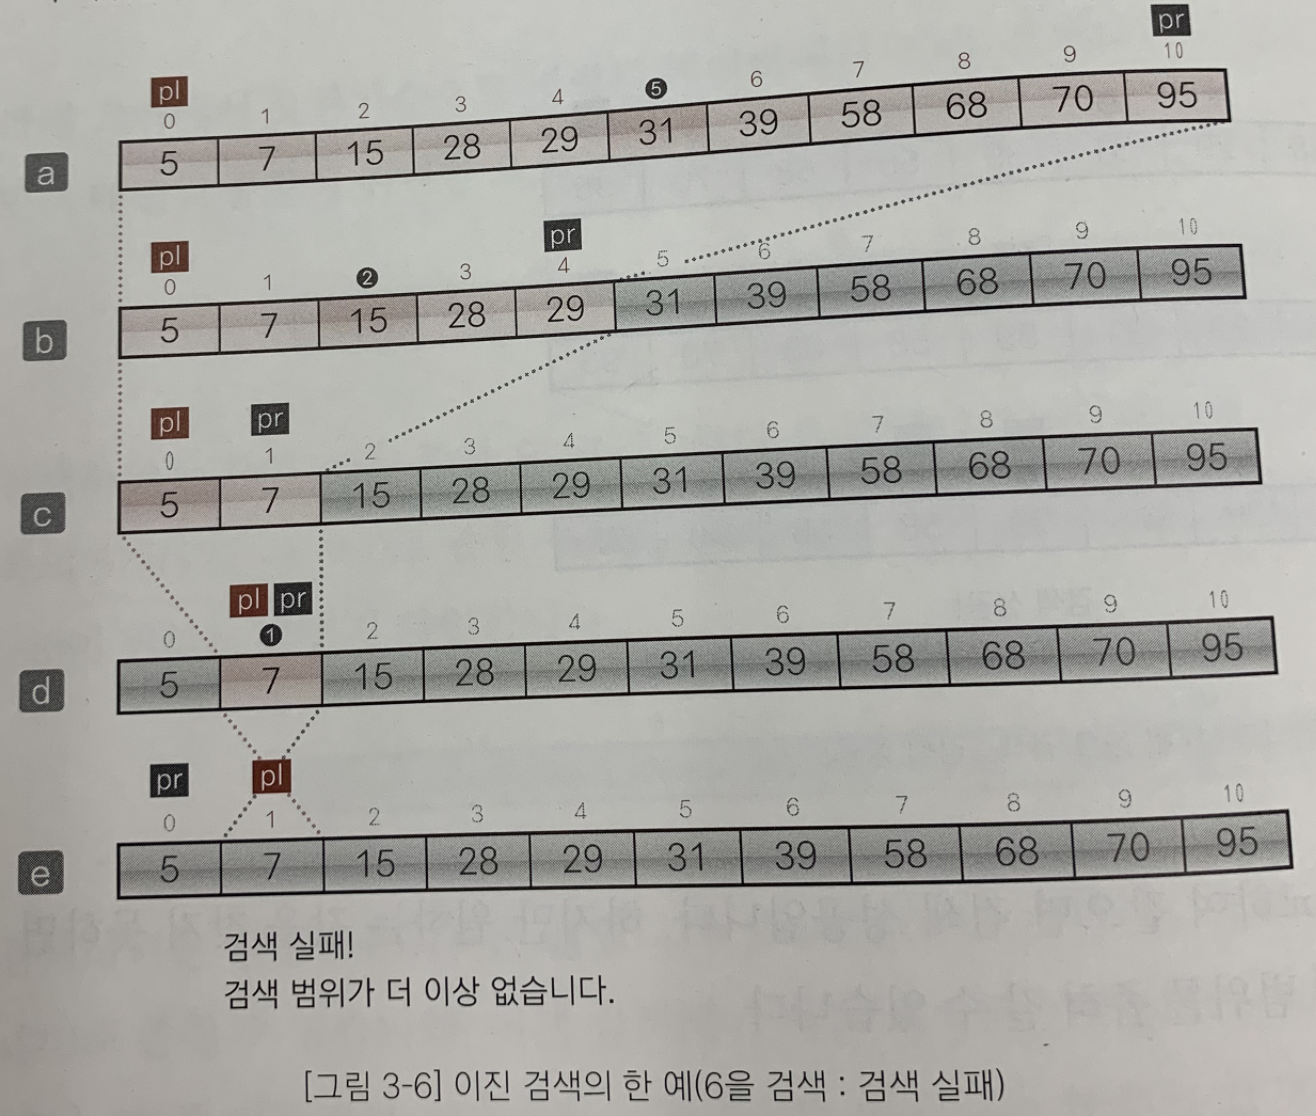 pr
pl
0 1 2 3 4 ❺ 6 7 8 9 10
a 5 7 15 28 29 31 39 58 68 70 95
pl pr
0 1 ❷ 3 4 5 6 7 8 9 10
b 5 7 15 28 29 31 39 58 68 70 95
pl pr
0 1 2 3 4 5 6 7 8 9 10
c 5 7 15 28 29 31 39 58 68 70 95
pl pr
0 ❶ 2 3 4 5 6 7 8 9 10
d 5 7 15 28 29 31 39 58 68 70 95
pr pl
0 1 2 3 4 5 6 7 8 9 10
e 5 7 15 28 29 31 39 58 68 70 95
검색 실패!
검색 범위가 더 이상 없습니다.
[그림 3-6] 이진 검색의 한 예(6을 검색 : 검색 실패)